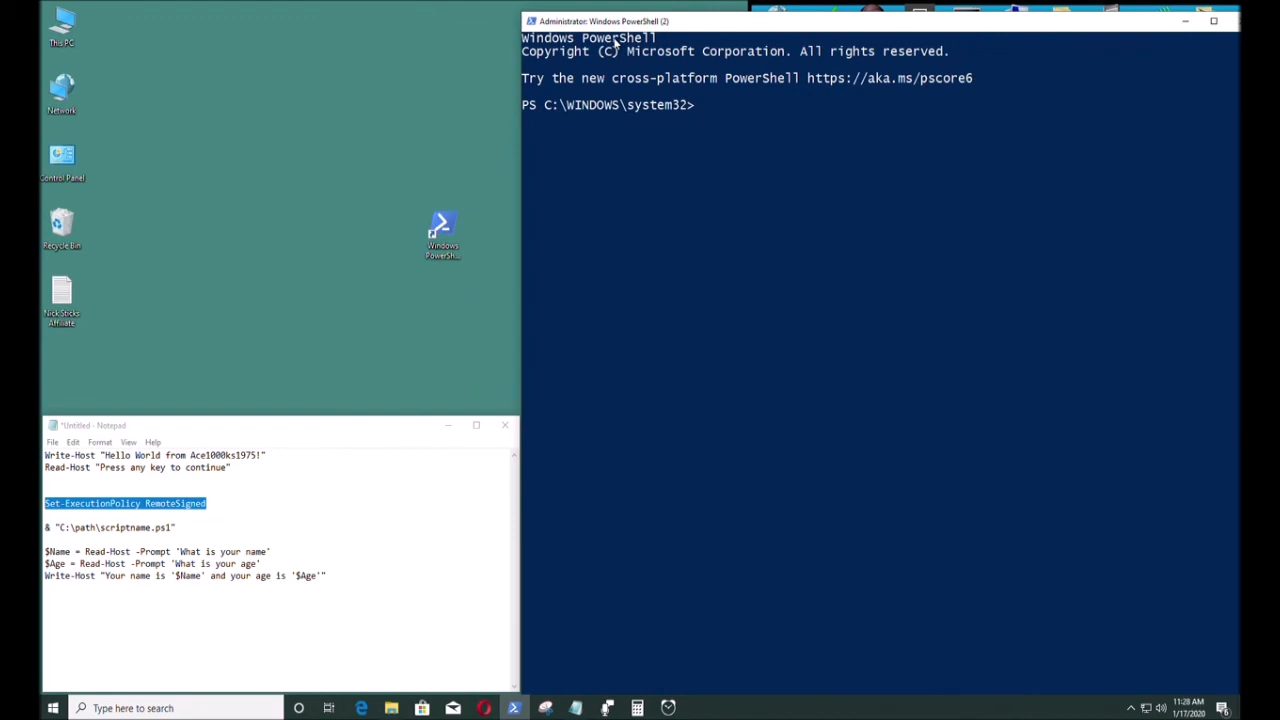 This PC
Network
Control Panel
Recycle Bin
Nick Sticks
Affiliate
Windows
PowerSh...
Administrator: Windows PowerShell (2)
Windows PowerShell
Copyright (C) Microsoft Corporation. All rights reserved.
Try the new cross-platform PowerShell https://aka.ms/pscore6
PS C:\WINDOWS\system32>
*Untitled - Notepad
File Edit Format View Help
Write-Host "Hello World from Ace1000ks1975!"
Read-Host "Press any key to continue"
Set-ExecutionPolicy RemoteSigned
& "C:\path\scriptname.ps1"
$Name = Read-Host -Prompt 'What is your name'
$Age = Read-Host -Prompt 'What is your age'
Write-Host "Your name is '$Name' and your age is '$Age'"
Type here to search
11:28 AM
1/17/2020
6